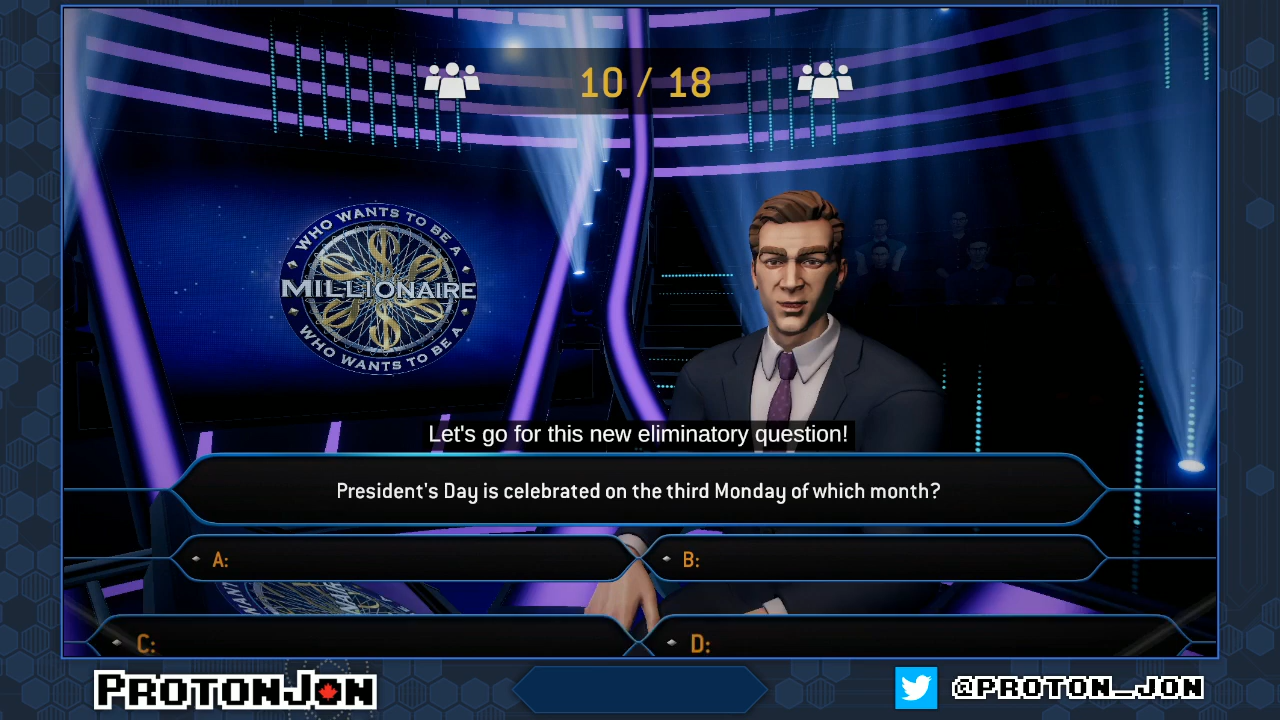 10 / 18
WHO WANTS TO BE A
MILLIONAIRE
WHO WANTS TO BE A
Let's go for this new eliminatory question!
President's Day is celebrated on the third Monday of which month?
A:
B:
C:
D:
PROTONJON
@PROTON_JON